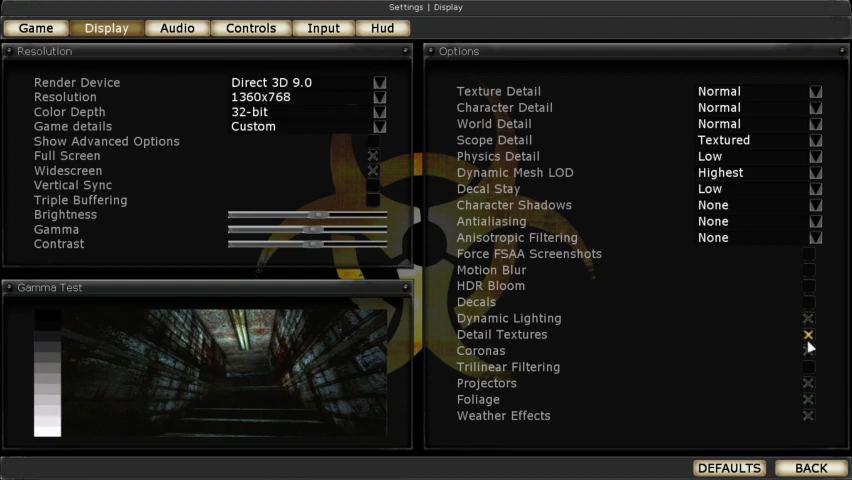 Settings | Display
Game Display Audio Controls Input Hud
Resolution
Render Device Direct 3D 9.0
Resolution 1360x768
Color Depth 32-bit
Game details Custom
Show Advanced Options
Full Screen
Widescreen
Vertical Sync
Triple Buffering
Brightness
Gamma
Contrast
Gamma Test
Options
Texture Detail Normal
Character Detail Normal
World Detail Normal
Scope Detail Textured
Physics Detail Low
Dynamic Mesh LOD Highest
Decal Stay Low
Character Shadows None
Antialiasing None
Anisotropic Filtering None
Force FSAA Screenshots
Motion Blur
HDR Bloom
Decals
Dynamic Lighting
Detail Textures
Coronas
Trilinear Filtering
Projectors
Foliage
Weather Effects
DEFAULTS BACK